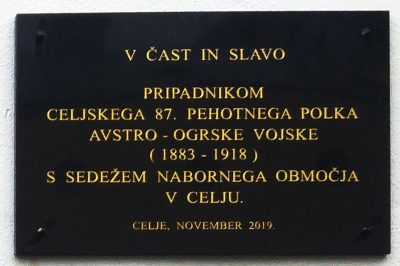 V ČAST IN SLAVO
PRIPADNIKOM
CELJSKEGA 87. PEHOTNEGA POLKA
AVSTRO - OGRSKE VOJSKE
( 1883 - 1918 )
S SEDEŽEM NABORNEGA OBMOČJA
V CELJU.
CELJE, NOVEMBER 2019.